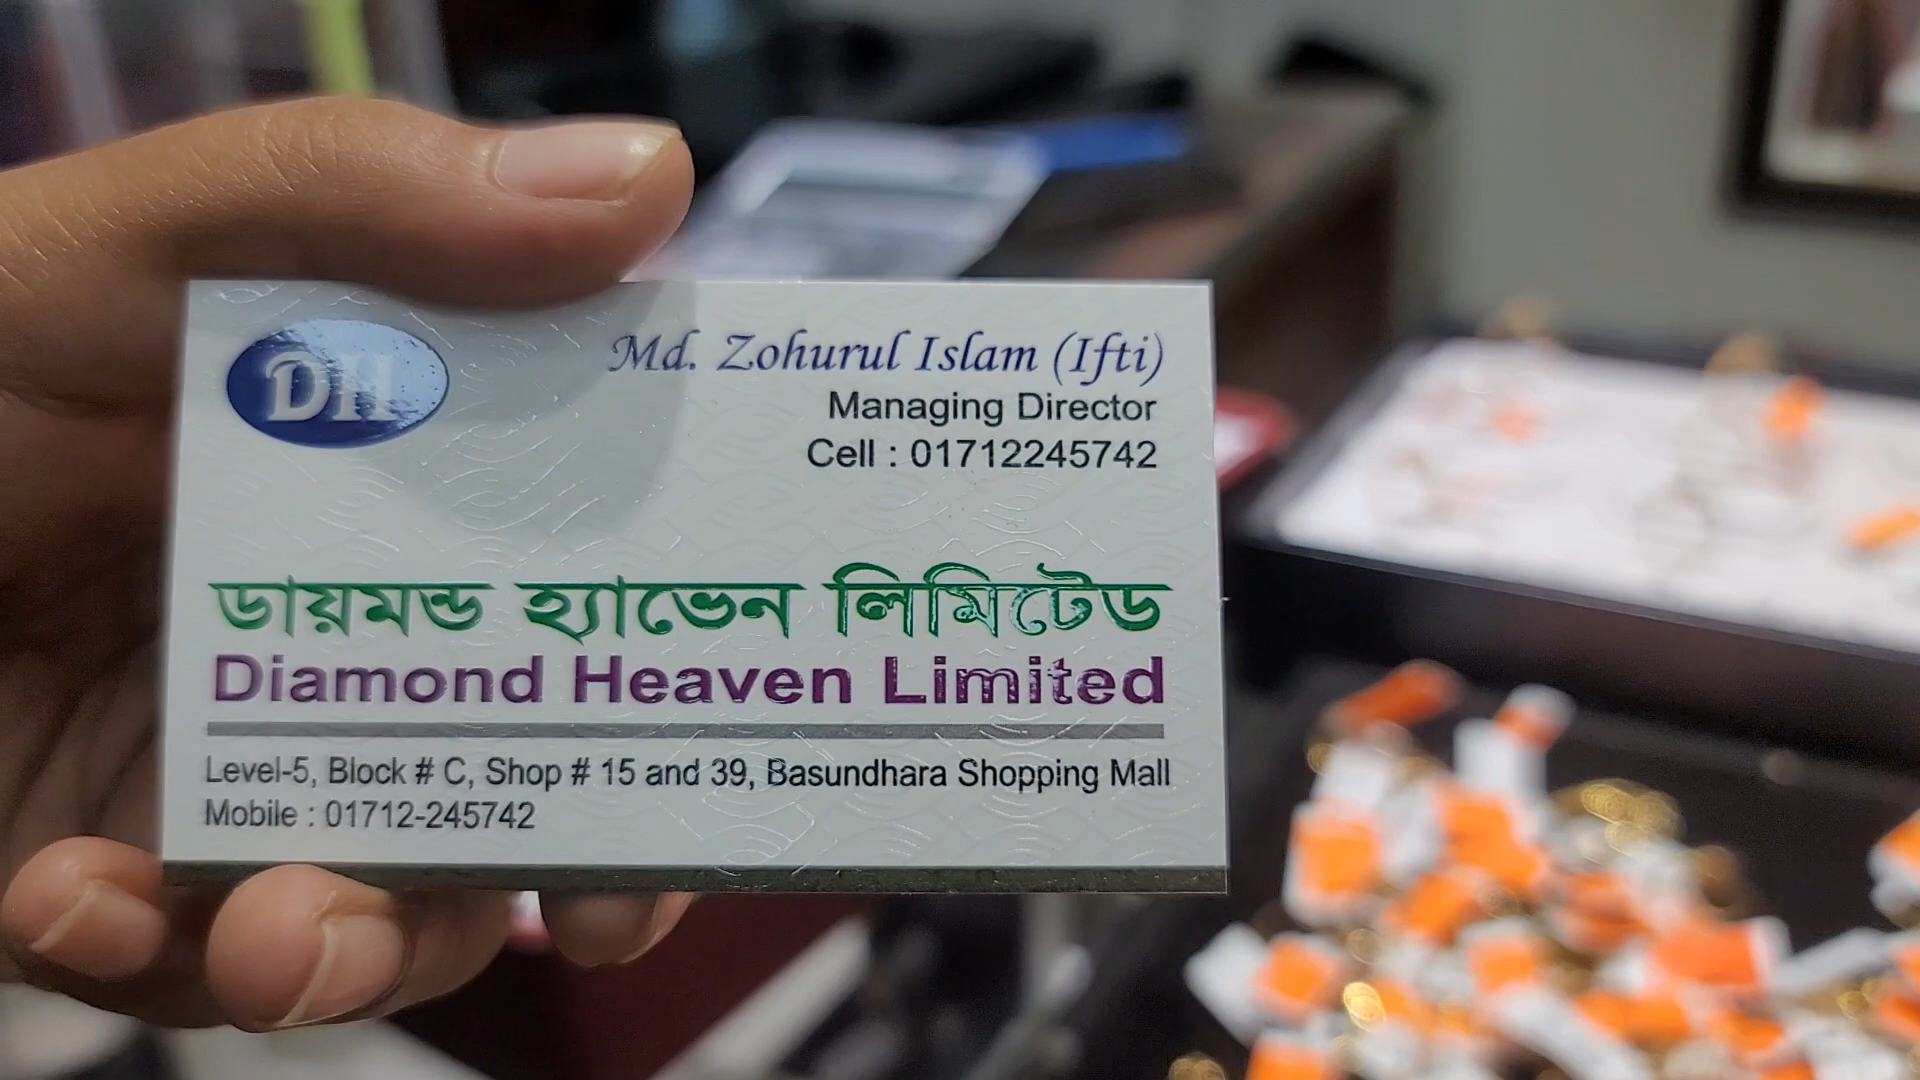 DH
Md. Zohurul Islam (Ifti)
Managing Director
Cell : 01712245742
ডায়মন্ড হ্যাভেন লিমিটেড
Diamond Heaven Limited
Level-5, Block # C, Shop # 15 and 39, Basundhara Shopping Mall
Mobile : 01712-245742